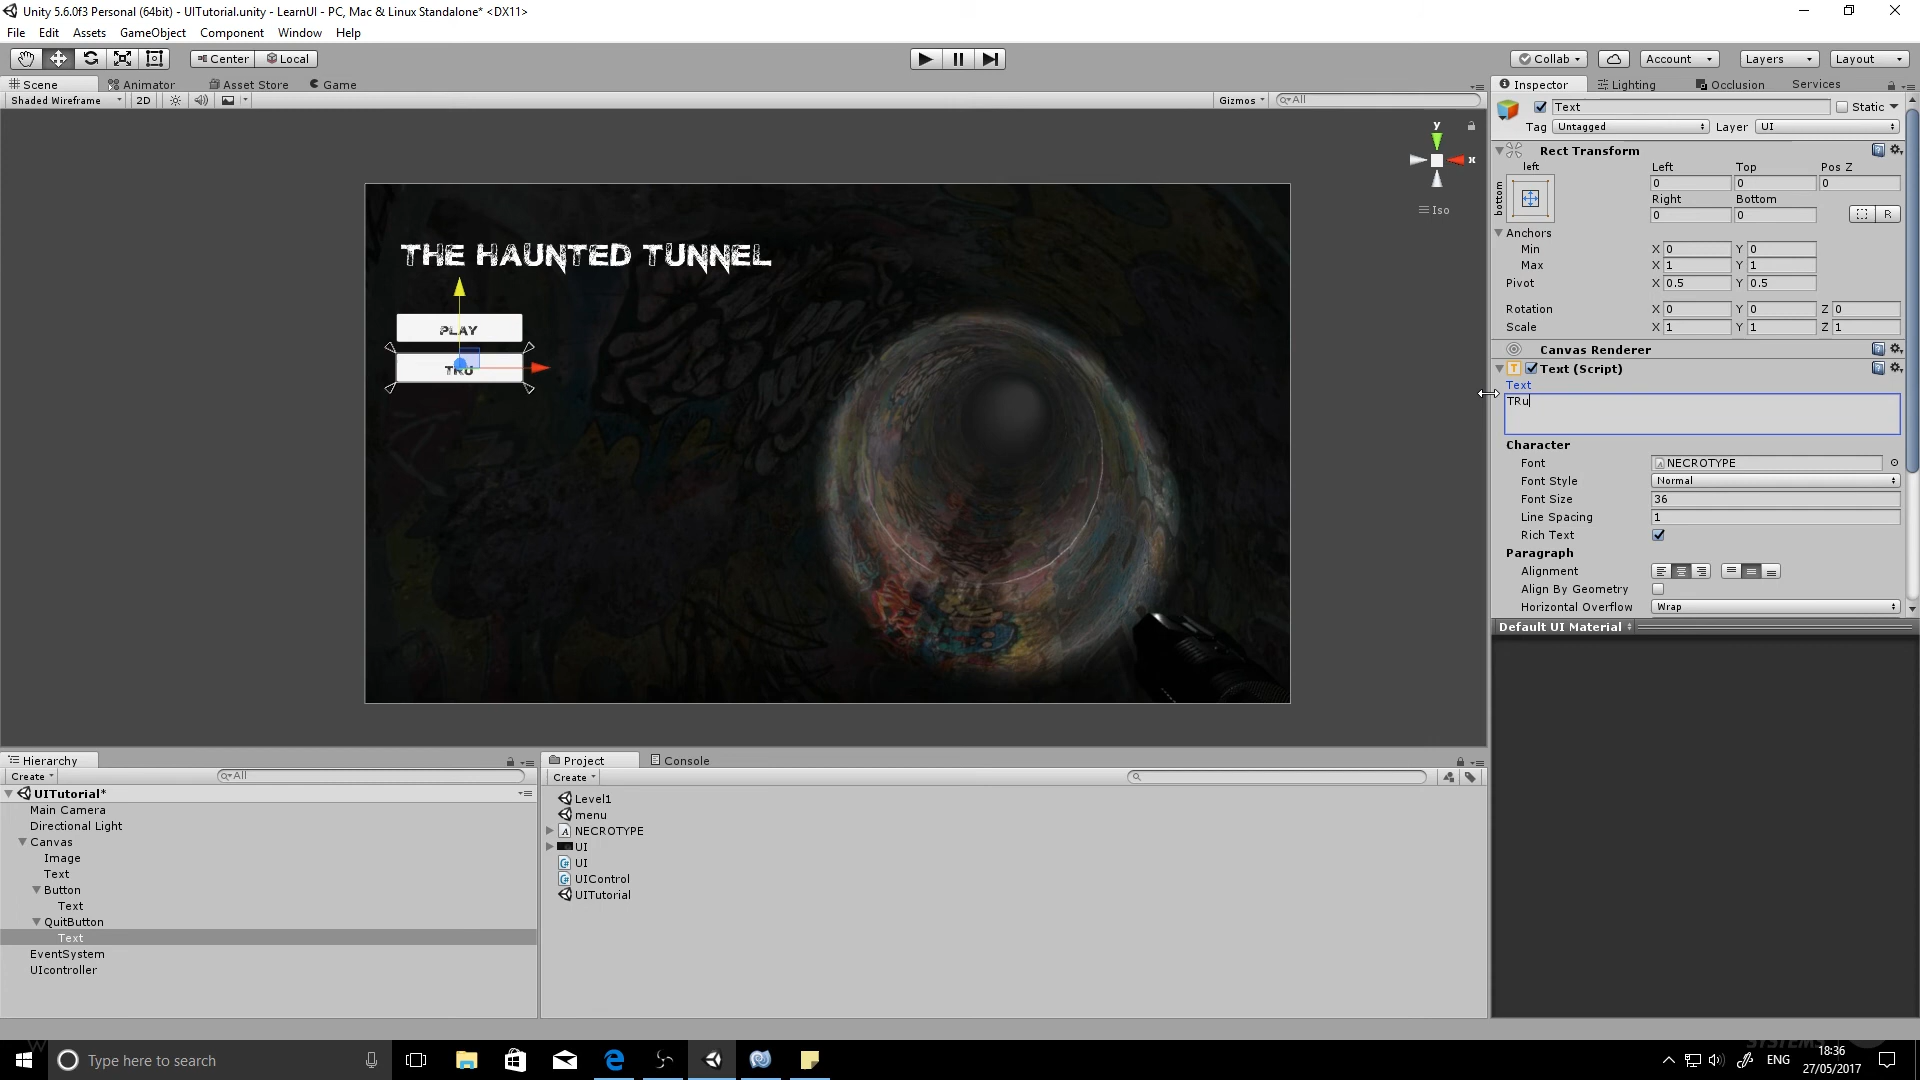 Unity 5.6.0f3 Personal (64bit) - UITutorial.unity - LearnUI - PC, Mac & Linux Standalone* <DX11>
File Edit Assets GameObject Component Window Help
Center Local Collab Account Layers Layout
Scene Animator Asset Store Game
Shaded Wireframe 2D Gizmos All
y
x
Iso
THE HAUNTED TUNNEL
PLAY
TRU
Inspector Lighting Occlusion Services
Text Static
Tag Untagged Layer UI
Rect Transform
left Left Top Pos Z
bottom
0 0 0
Right Bottom
0 0 R
Anchors
Min X 0 Y 0
Max X 1 Y 1
Pivot X 0.5 Y 0.5
Rotation X 0 Y 0 Z 0
Scale X 1 Y 1 Z 1
Canvas Renderer
Text (Script)
Text
TRu
Character
Font NECROTYPE
Font Style Normal
Font Size 36
Line Spacing 1
Rich Text
Paragraph
Alignment
Align By Geometry
Horizontal Overflow Wrap
Default UI Material
Hierarchy
Create All
UITutorial*
Main Camera
Directional Light
Canvas
Image
Text
Button
Text
QuitButton
Text
EventSystem
UIcontroller
Project Console
Create
Level1
menu
NECROTYPE
UI
UI
UIControl
UITutorial
SYSTEMS
Type here to search
ENG
18:36
27/05/2017